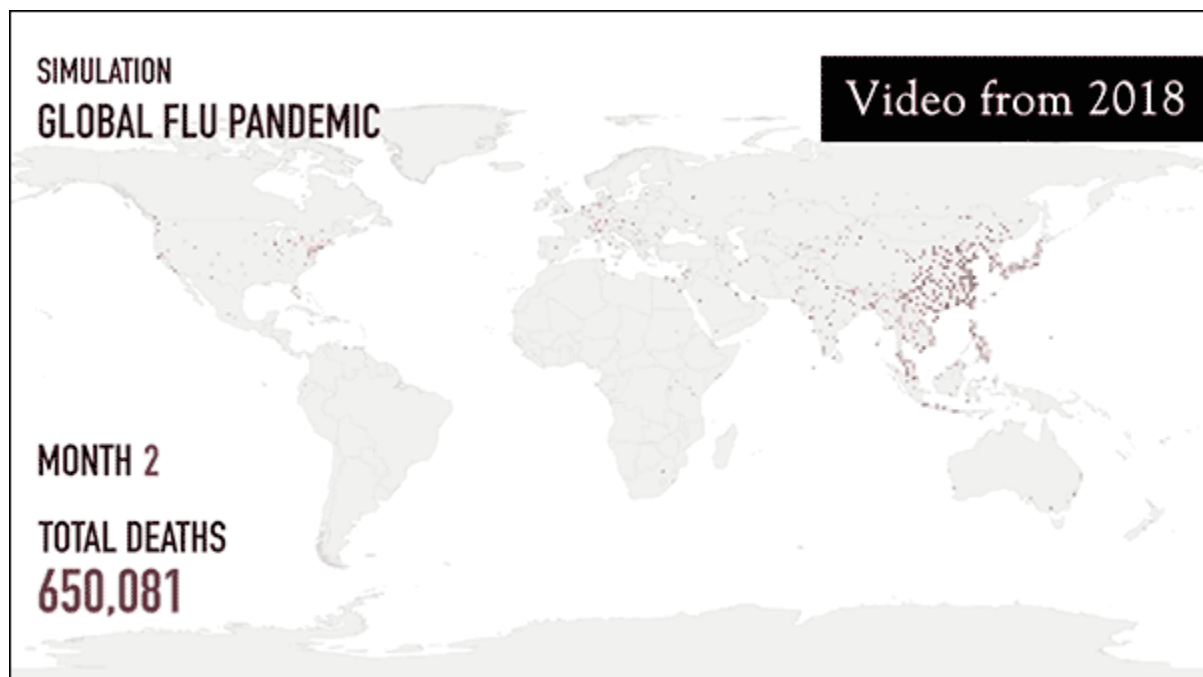 SIMULATION
GLOBAL FLU PANDEMIC
Video from 2018
MONTH 2
TOTAL DEATHS
650,081